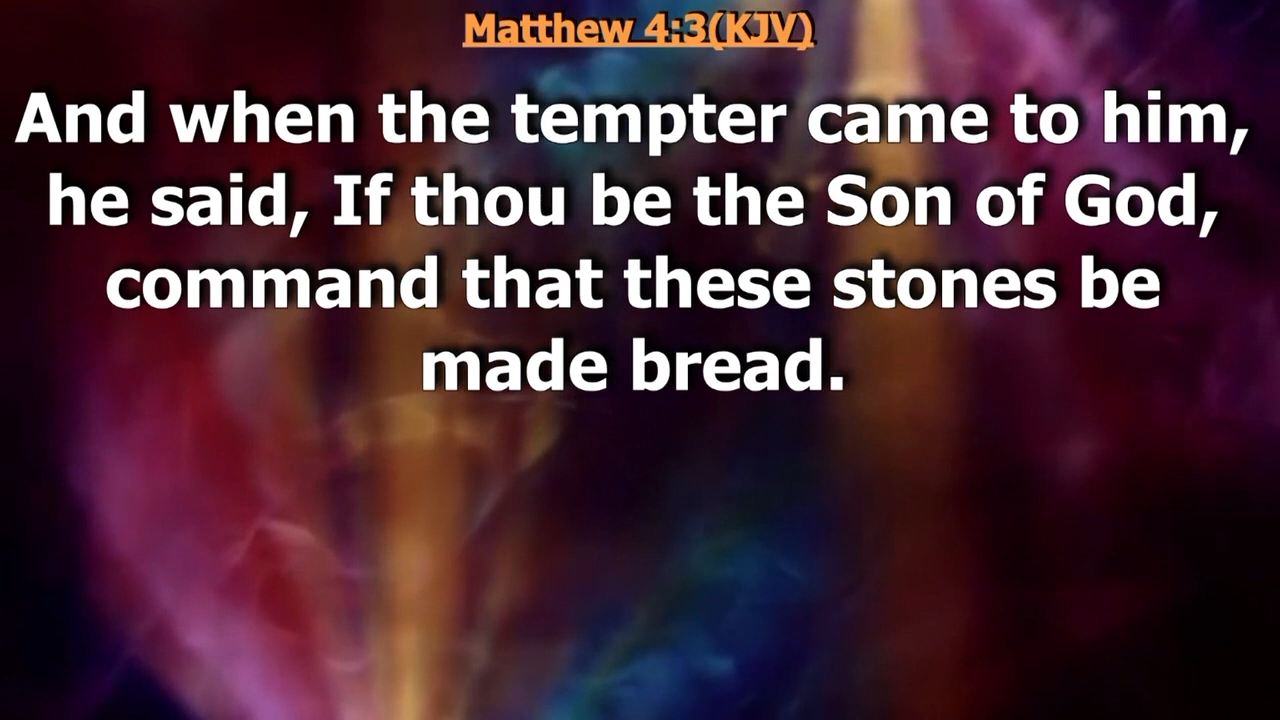 Matthew 4:3(KJV)
And when the tempter came to him,
he said, If thou be the Son of God,
command that these stones be
made bread.